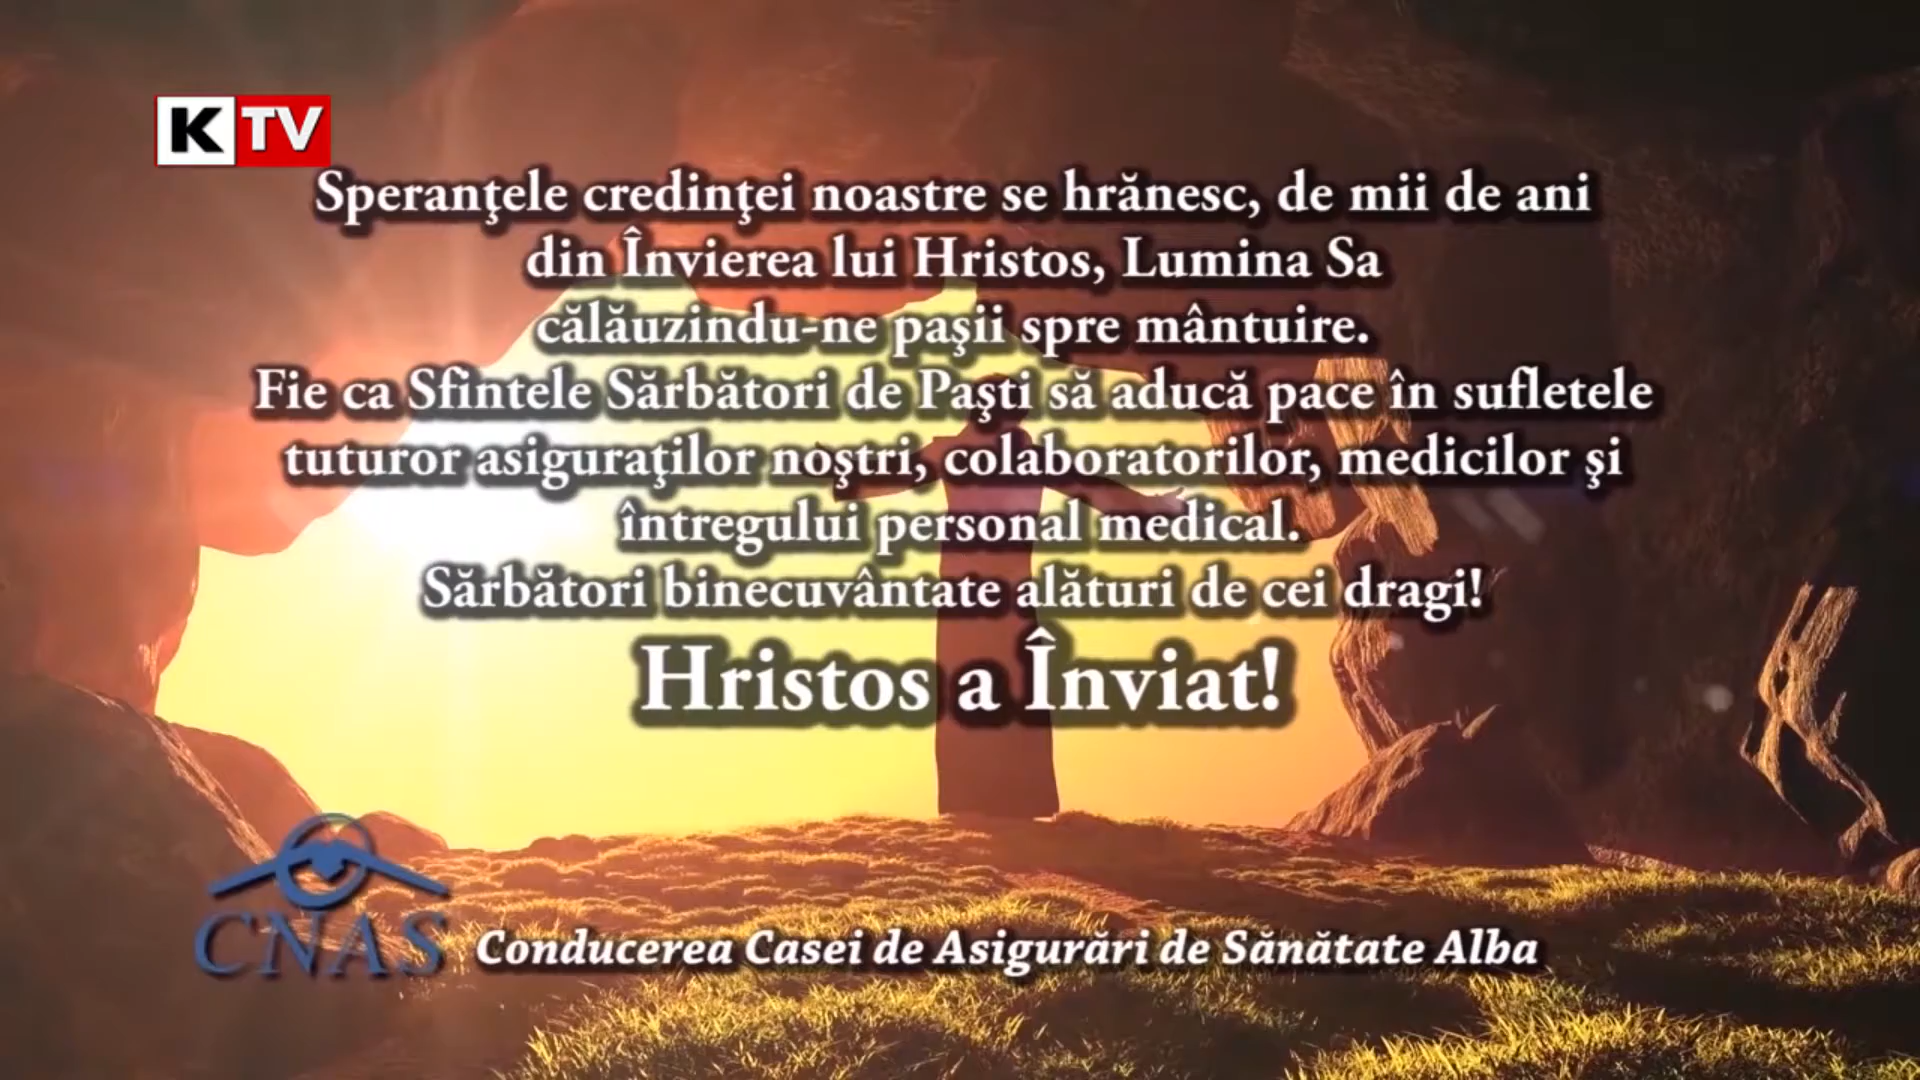 KTV
Speranţele credinţei noastre se hrănesc, de mii de ani
din Învierea lui Hristos, Lumina Sa
călăuzindu-ne paşii spre mântuire.
Fie ca Sfintele Sărbători de Paşti să aducă pace în sufletele
tuturor asiguraţilor noştri, colaboratorilor, medicilor şi
întregului personal medical.
Sărbători binecuvântate alături de cei dragi!
Hristos a Înviat!
CNAS
Conducerea Casei de Asigurări de Sănătate Alba